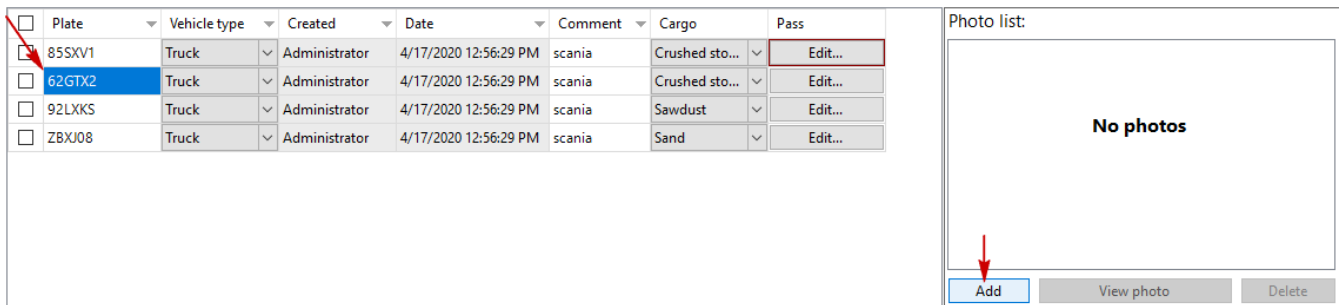 Plate Vehicle type Created Date Comment Cargo Pass
85SXV1 Truck Administrator 4/17/2020 12:56:29 PM scania Crushed sto... Edit...
62GTX2 Truck Administrator 4/17/2020 12:56:29 PM scania Crushed sto... Edit...
92LXKS Truck Administrator 4/17/2020 12:56:29 PM scania Sawdust Edit...
ZBXJ08 Truck Administrator 4/17/2020 12:56:29 PM scania Sand Edit...
Photo list:
No photos
Add View photo Delete